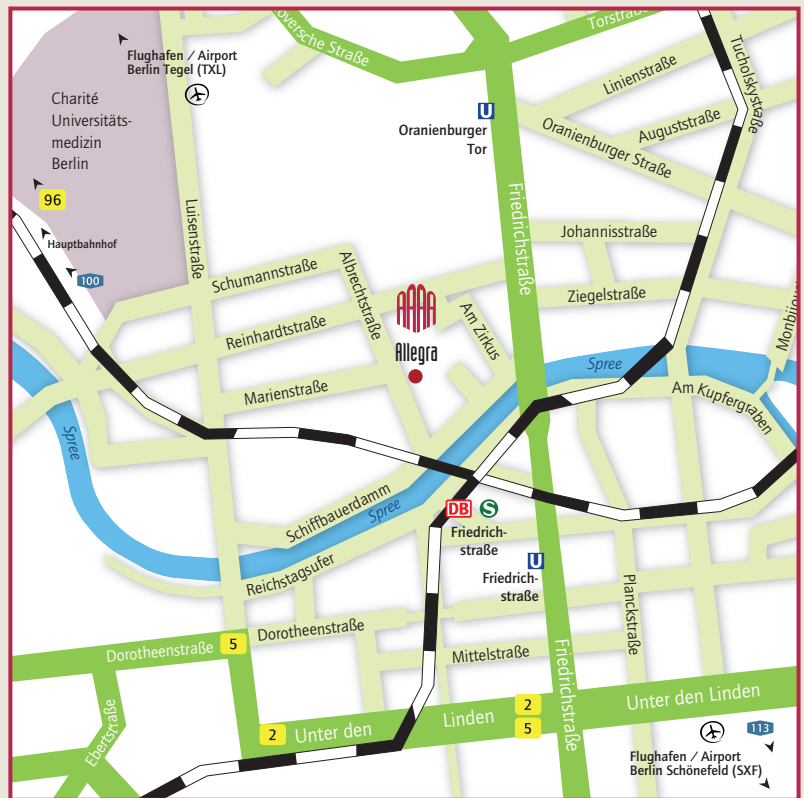 oversche Straße
Torstraße
Flughafen / Airport
Berlin Tegel (TXL)
Charité
Universitäts-
medizin
Berlin
96
Hauptbahnhof
100
Luisenstraße
U
Oranienburger
Tor
Linienstraße
Tucholskystraße
Auguststraße
Oranienburger Straße
Friedrichstraße
Johannisstraße
Ziegelstraße
Schumannstraße
Albrechtstraße
Reinhardtstraße
Am Zirkus
Allegra
Marienstraße
Spree
Monbijou
Am Kupfergraben
Spree
Schiffbauerdamm
Spree
DB
S
Friedrich-
straße
U
Friedrich-
straße
Reichstagsufer
Planckstraße
Dorotheenstraße
5
Dorotheenstraße
Mittelstraße
Friedrichstraße
Ebertstraße
2
Unter den
Linden
2
5
Unter den Linden
113
Flughafen / Airport
Berlin Schönefeld (SXF)